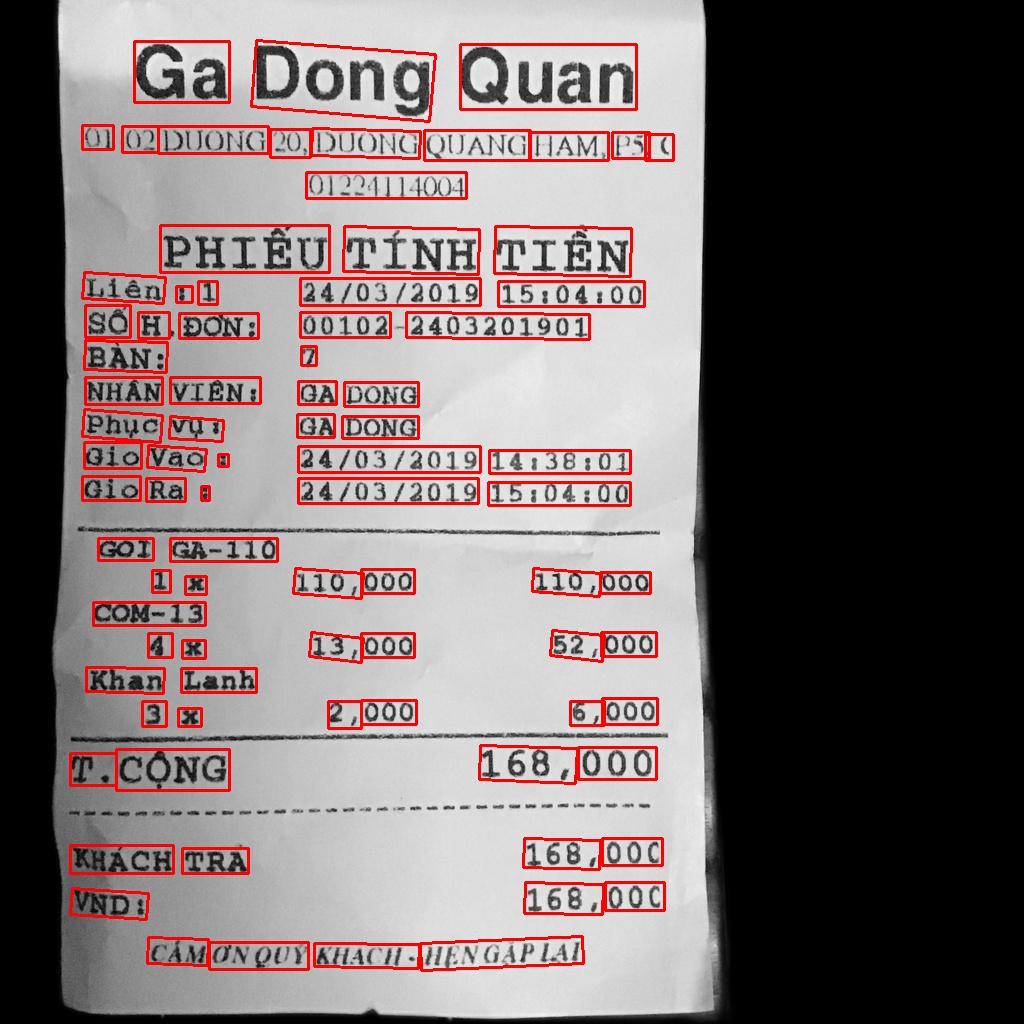 Ga Dong Quan
01 02 DUONG 20, DUONG QUANG HAM, P5,
01224114004
PHIẾU TÍNH TIỀN
Liên :1 24/03/2019 15:04:00
SỐ H.ĐƠN: 00102-2403201901
BÀN: 7
NHÂN VIÊN: GA DONG
Phục vụ: GA DONG
Gio Vao : 24/03/2019 14:38:01
Gio Ra : 24/03/2019 15:04:00
GOI GA-110
1 x 110,000 110,000
COM-13
4 x 13,000 52,000
Khan Lanh
3 x 2,000 6,000
T.CỘNG 168,000
KHÁCH TRẢ 168,000
VND: 168,000
CẢM ƠN QUÝ KHÁCH - HẸN GẶP LẠI